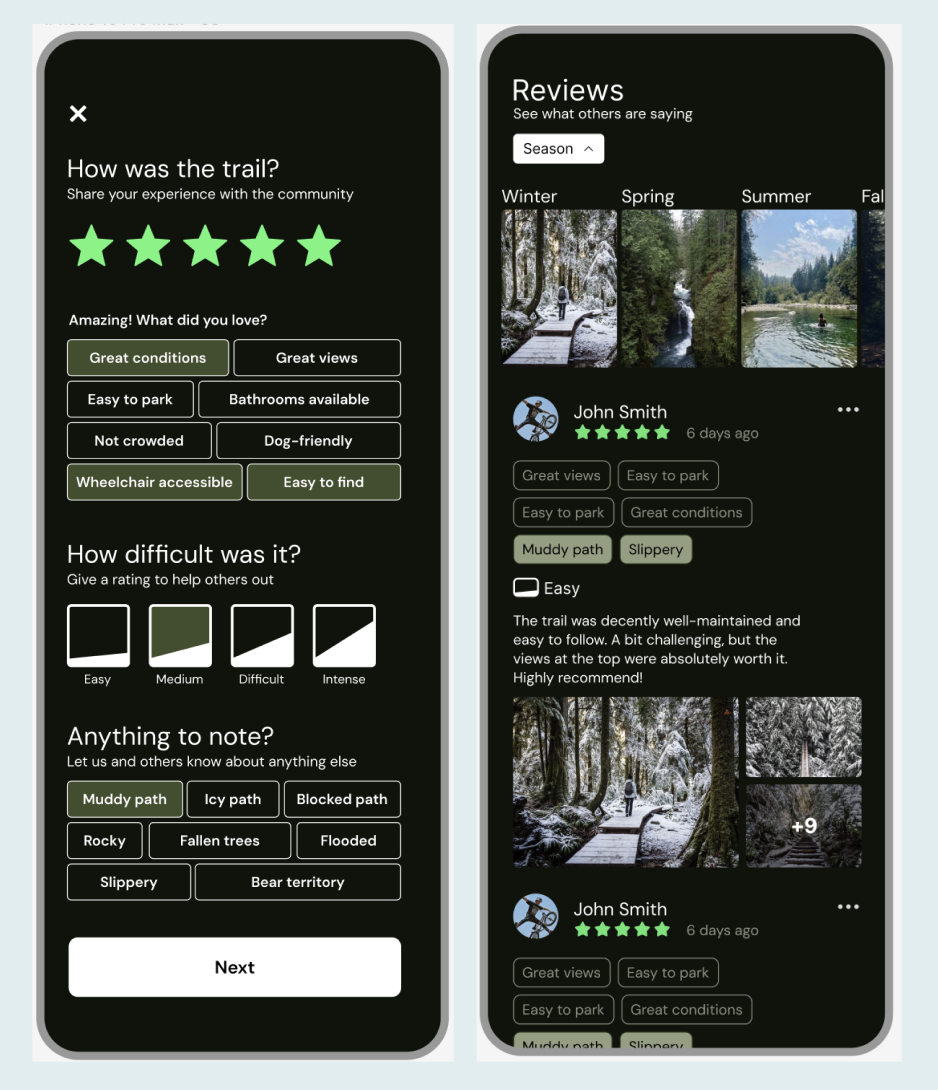 How was the trail?
Share your experience with the community
Amazing! What did you love?
Great conditions
Great views
Easy to park
Bathrooms available
Not crowded
Dog-friendly
Wheelchair accessible
Easy to find
How difficult was it?
Give a rating to help others out
Easy
Medium
Difficult
Intense
Anything to note?
Let us and others know about anything else
Muddy path
Icy path
Blocked path
Rocky
Fallen trees
Flooded
Slippery
Bear territory
Next
Reviews
See what others are saying
Season
Winter
Spring
Summer
Fal
John Smith
6 days ago
Great views
Easy to park
Easy to park
Great conditions
Muddy path
Slippery
Easy
The trail was decently well-maintained and
easy to follow. A bit challenging, but the
views at the top were absolutely worth it.
Highly recommend!
+9
John Smith
6 days ago
Great views
Easy to park
Easy to park
Great conditions
Muddy path
Slippery